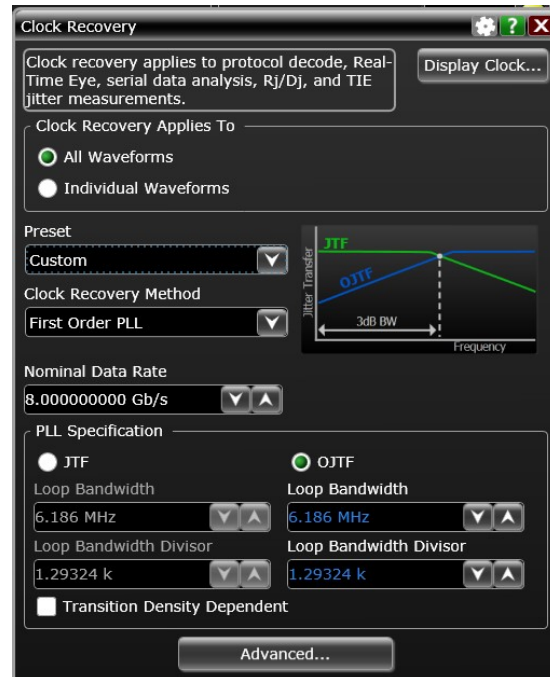 Clock Recovery
?
X
Clock recovery applies to protocol decode, Real-
Time Eye, serial data analysis, Rj/Dj, and TIE
jitter measurements.
Display Clock...
Clock Recovery Applies To
All Waveforms
Individual Waveforms
Preset
Custom
Clock Recovery Method
First Order PLL
Jitter Transfer
JTF
OJTF
3dB BW
Frequency
Nominal Data Rate
8.000000000 Gb/s
PLL Specification
JTF
OJTF
Loop Bandwidth
Loop Bandwidth
6.186 MHz
6.186 MHz
Loop Bandwidth Divisor
Loop Bandwidth Divisor
1.29324 k
1.29324 k
Transition Density Dependent
Advanced...